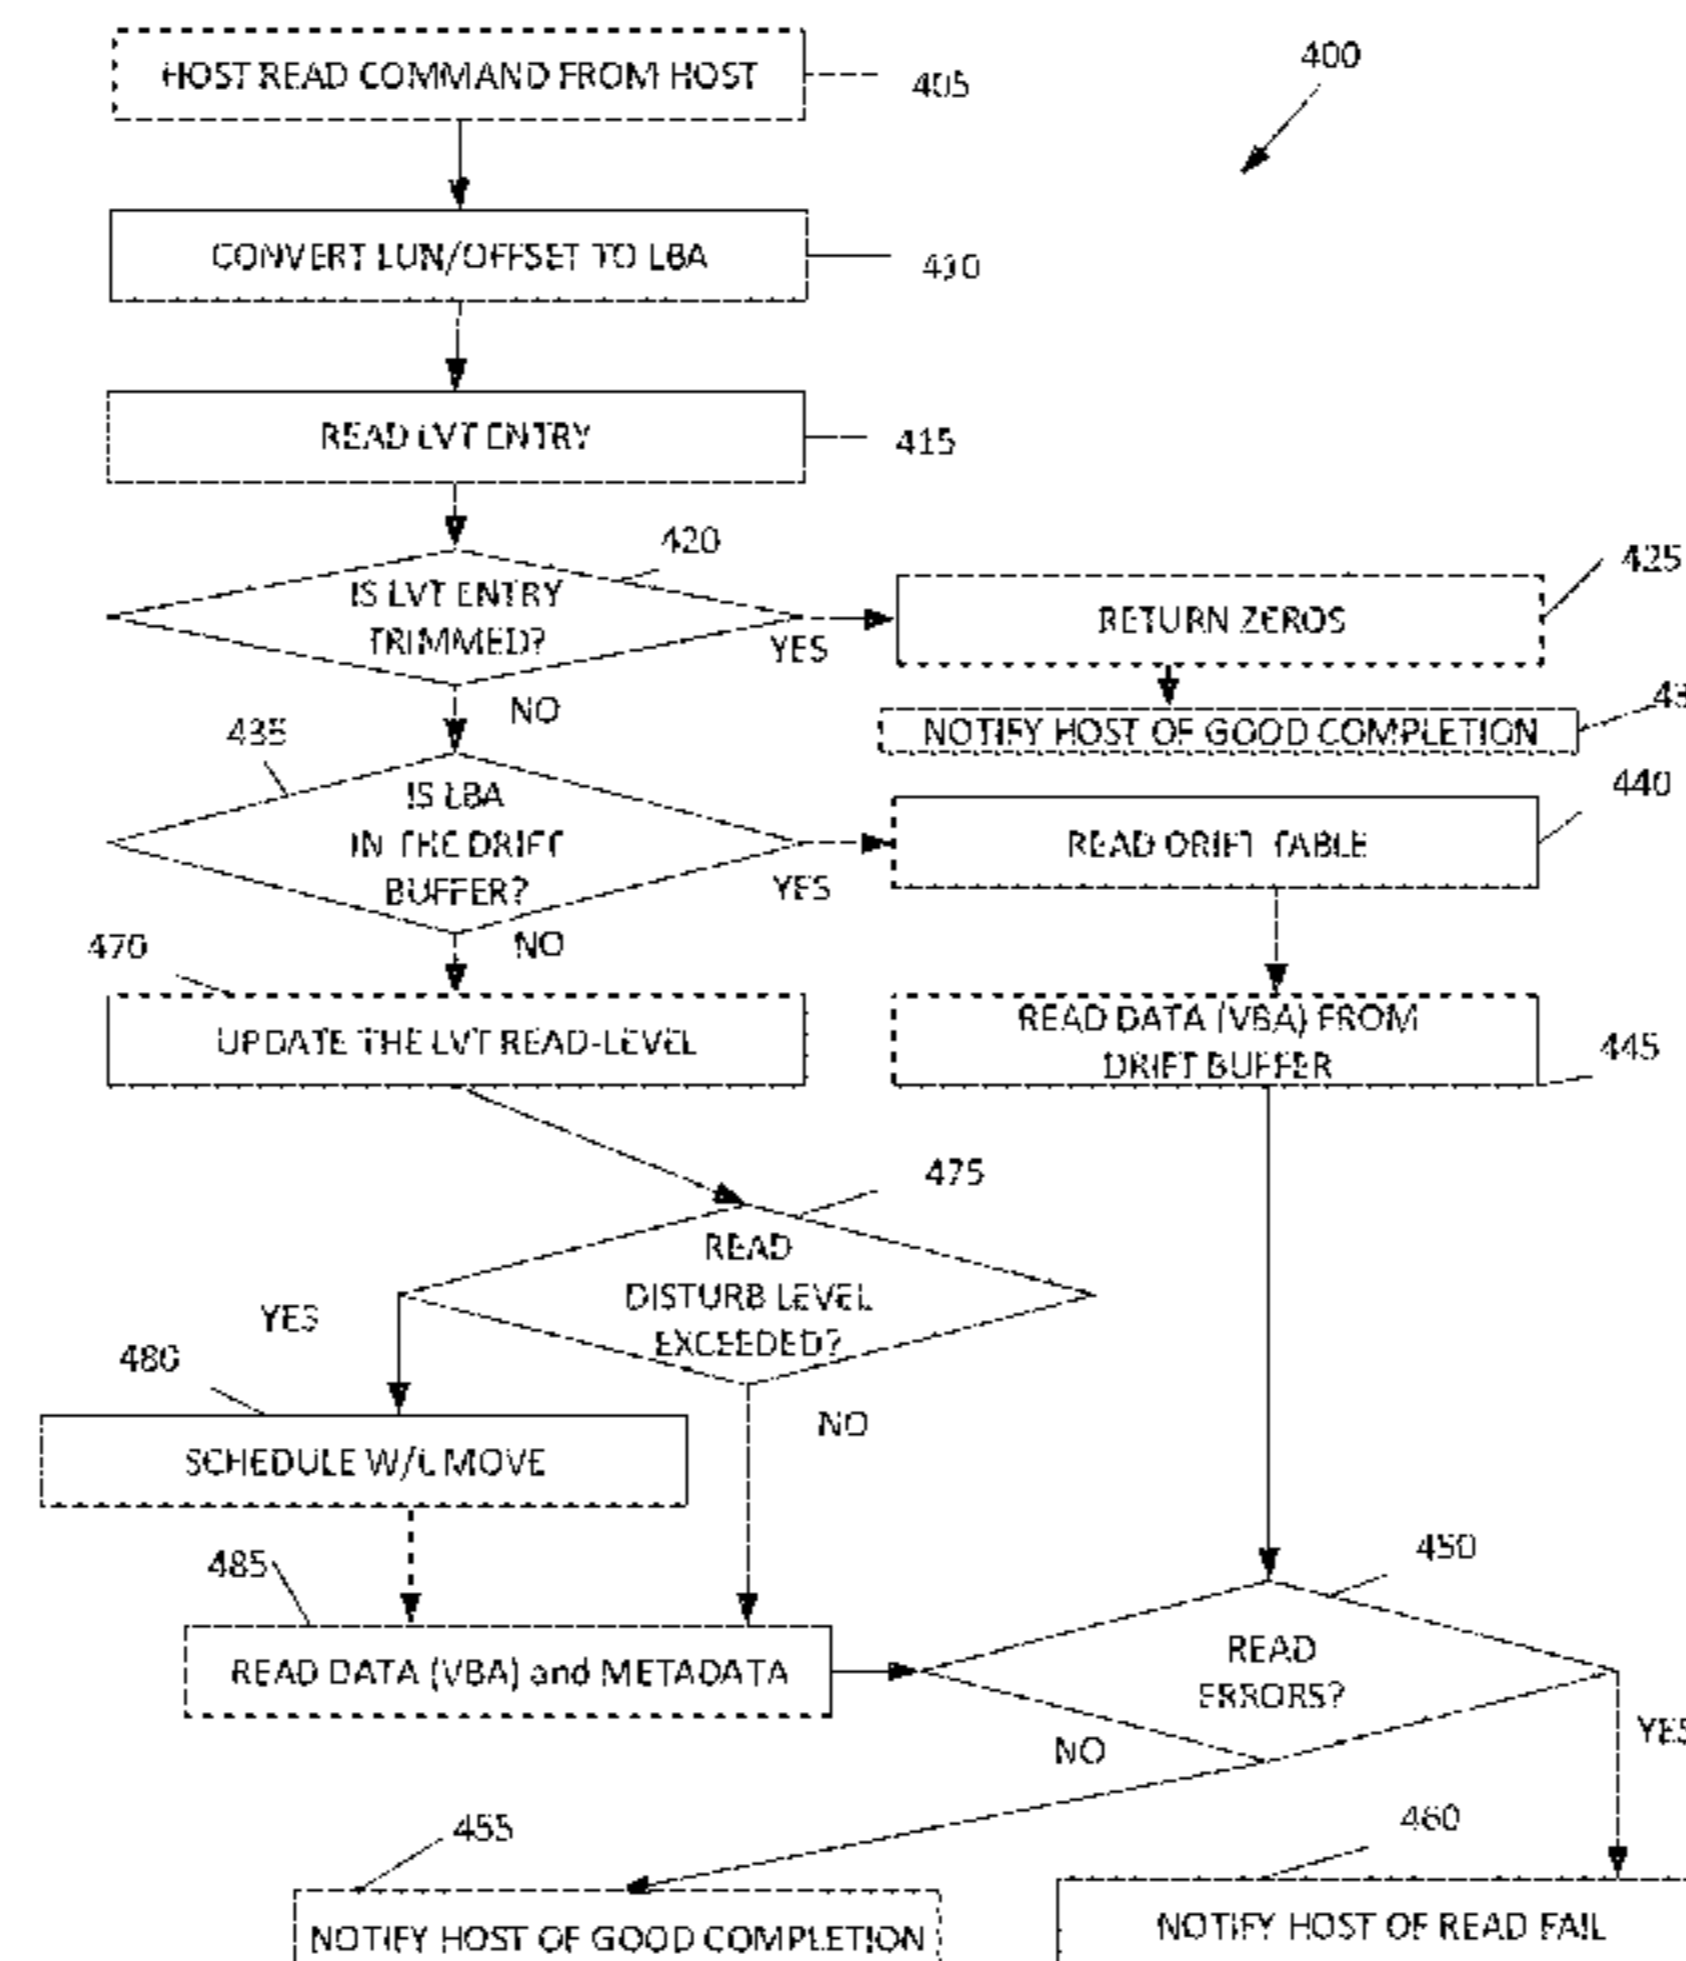 HOST READ COMMAND FROM HOST
405
400
CONVERT LUN/OFFSET TO LBA
410
READ LVT ENTRY
415
420
IS LVT ENTRY
TRIMMED?
YES
NO
RETURN ZEROS
425
NOTIFY HOST OF GOOD COMPLETION
43
435
IS LBA
IN THE DRIFT
BUFFER?
YES
NO
READ DRIFT TABLE
440
470
UPDATE THE LVT READ-LEVEL
READ DATA (VBA) FROM
DRIFT BUFFER
445
475
READ
DISTURB LEVEL
EXCEEDED?
YES
NO
480
SCHEDULE W/L MOVE
485
READ DATA (VBA) and METADATA
450
READ
ERRORS?
NO
YES
455
NOTIFY HOST OF GOOD COMPLETION
460
NOTIFY HOST OF READ FAIL